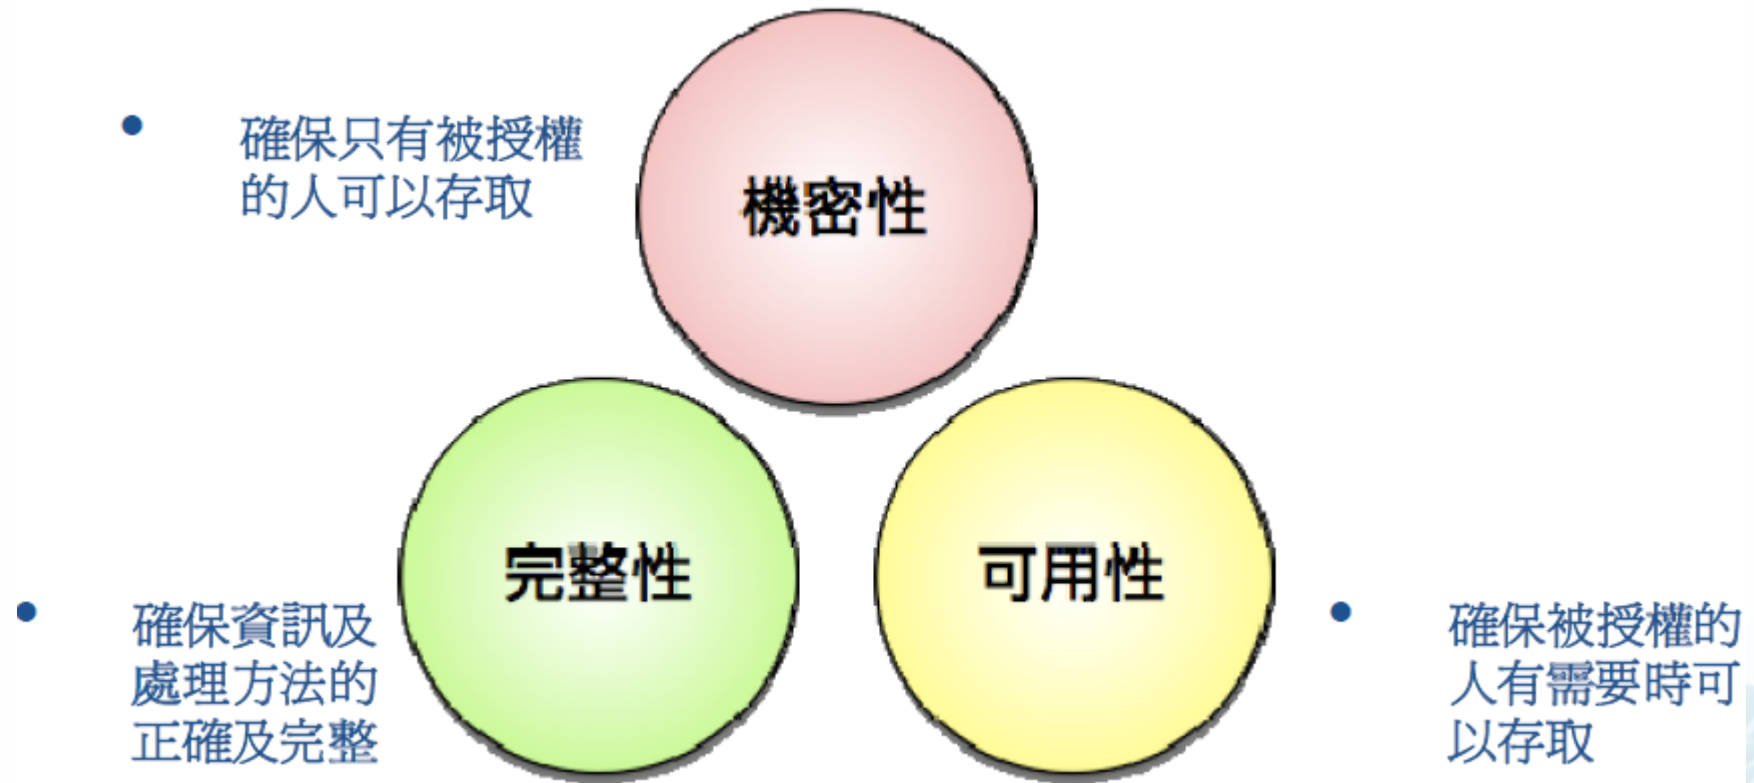 確保只有被授權
的人可以存取
機密性
完整性
可用性
確保資訊及
處理方法的
正確及完整
確保被授權的
人有需要時可
以存取